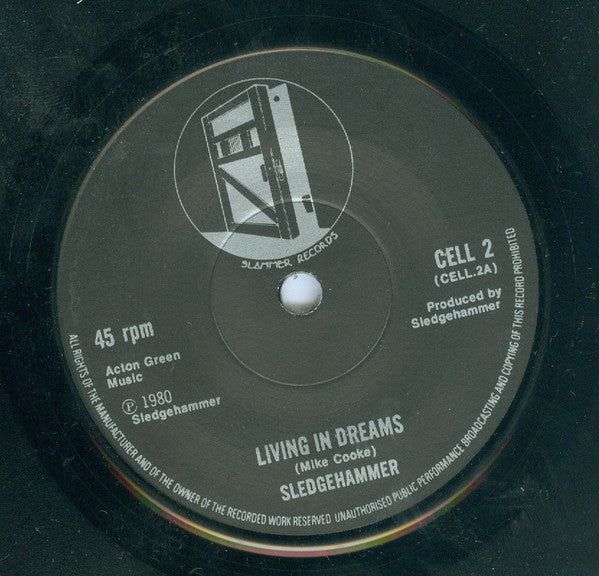 SLAMMER RECORDS
CELL 2
(CELL.2A)
Produced by
Sledgehammer
45 rpm
Acton Green
Music
Ⓟ 1980
Sledgehammer
LIVING IN DREAMS
(Mike Cooke)
SLEDGEHAMMER
ALL RIGHTS OF THE MANUFACTURER AND OF THE OWNER OF THE RECORDED WORK RESERVED UNAUTHORISED PUBLIC PERFORMANCE BROADCASTING AND COPYING OF THIS RECORD PROHIBITED